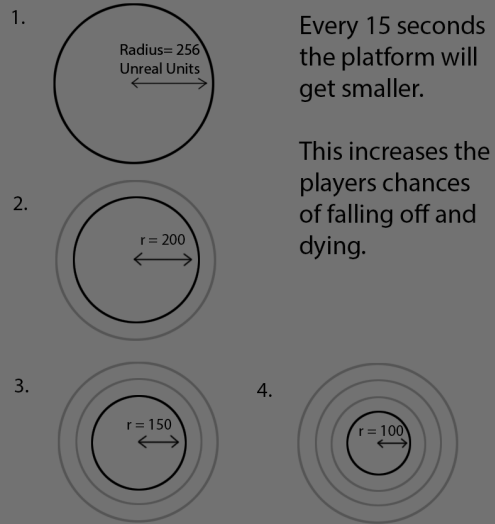 1.
Radius= 256
Unreal Units
Every 15 seconds
the platform will
get smaller.
This increases the
players chances
of falling off and
dying.
2.
r = 200
3.
r = 150
4.
r = 100